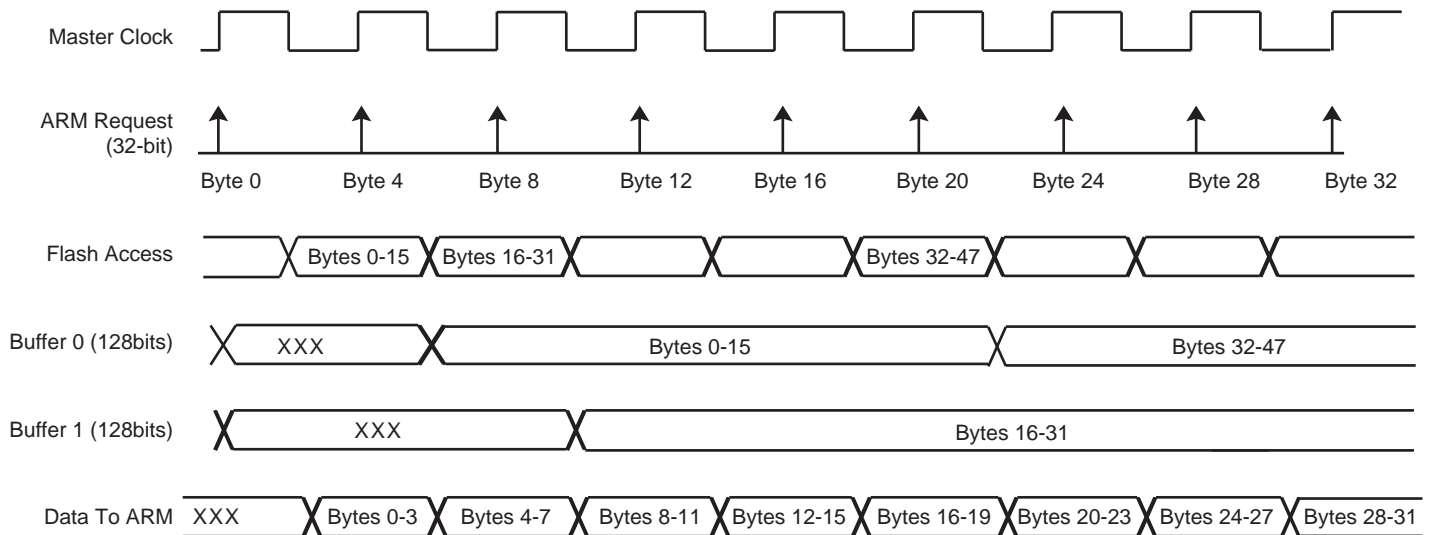 Master Clock
ARM Request
(32-bit)
Byte 0 Byte 4 Byte 8 Byte 12 Byte 16 Byte 20 Byte 24 Byte 28 Byte 32
Flash Access Bytes 0-15 Bytes 16-31 Bytes 32-47
Buffer 0 (128bits) XXX Bytes 0-15 Bytes 32-47
Buffer 1 (128bits) XXX Bytes 16-31
Data To ARM XXX Bytes 0-3 Bytes 4-7 Bytes 8-11 Bytes 12-15 Bytes 16-19 Bytes 20-23 Bytes 24-27 Bytes 28-31